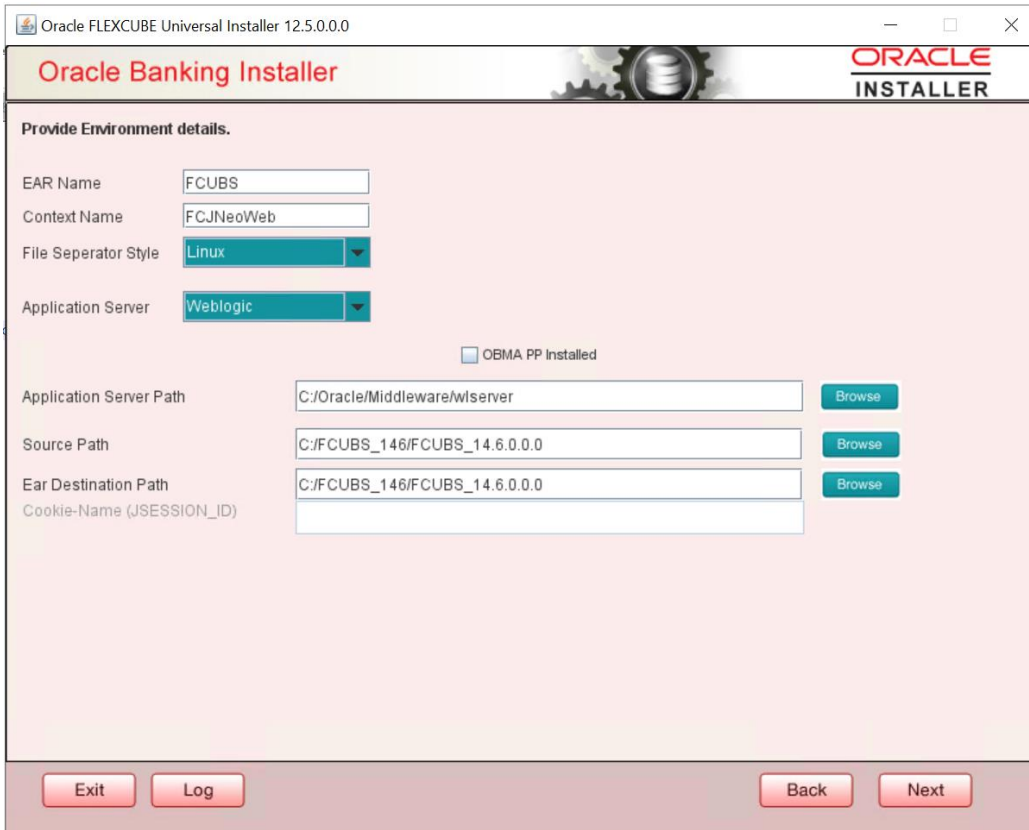 Oracle FLEXCUBE Universal Installer 12.5.0.0.0
Oracle Banking Installer
ORACLE
INSTALLER
Provide Environment details.
EAR Name FCUBS
Context Name FCJNeoWeb
File Seperator Style Linux
Application Server Weblogic
OBMA PP Installed
Application Server Path C:/Oracle/Middleware/wlserver Browse
Source Path C:/FCUBS_146/FCUBS_14.6.0.0.0 Browse
Ear Destination Path C:/FCUBS_146/FCUBS_14.6.0.0.0 Browse
Cookie-Name (JSESSION_ID)
Exit Log Back Next